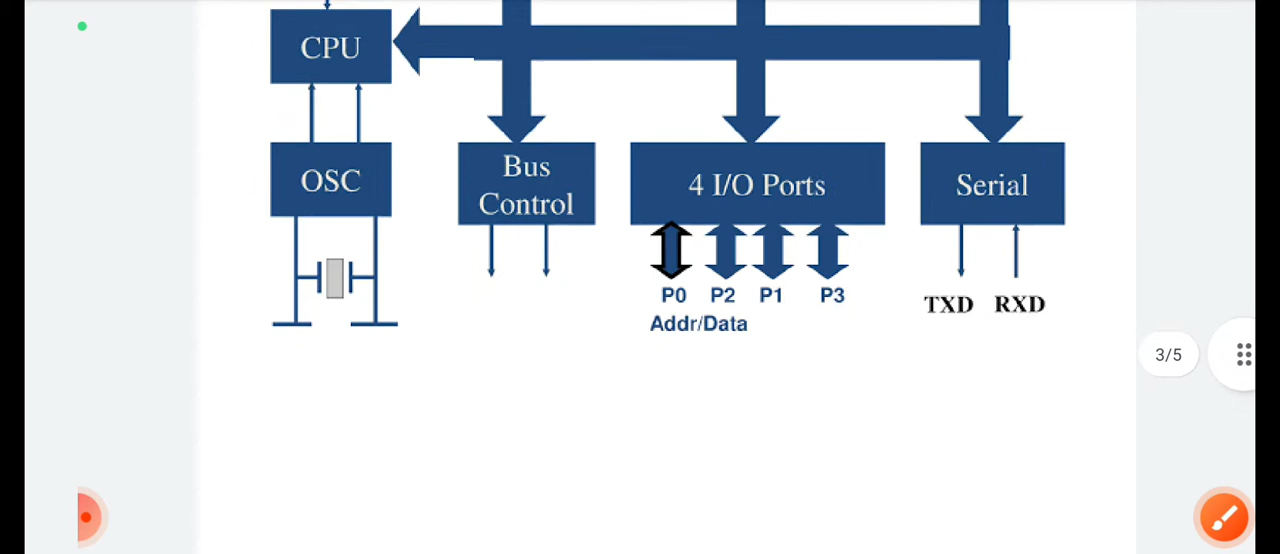 CPU
OSC
Bus
Control
4 I/O Ports
Serial
P0 P2 P1 P3
Addr/Data
TXD RXD
3/5